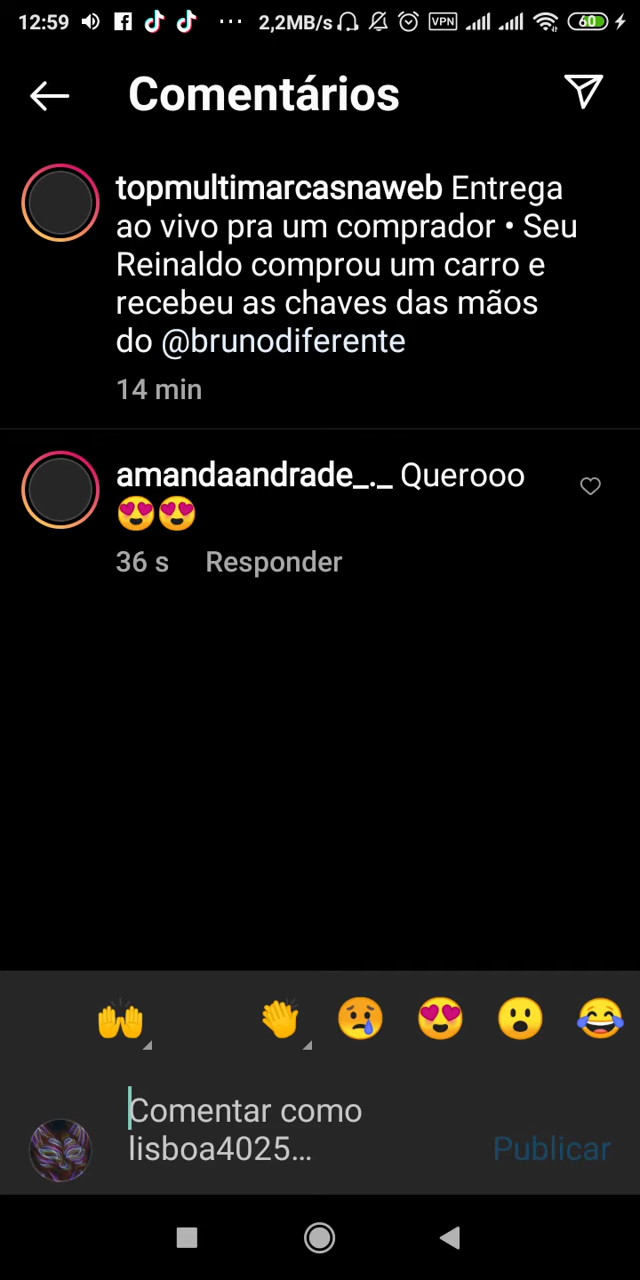 12:59 ... 2,2MB/s VPN 60
Comentários
topmultimarcasnaweb Entrega
ao vivo pra um comprador • Seu
Reinaldo comprou um carro e
recebeu as chaves das mãos
do @brunodiferente
14 min
amandaandrade_._ Querooo
😍😍
36 s Responder
Comentar como
lisboa4025...
Publicar